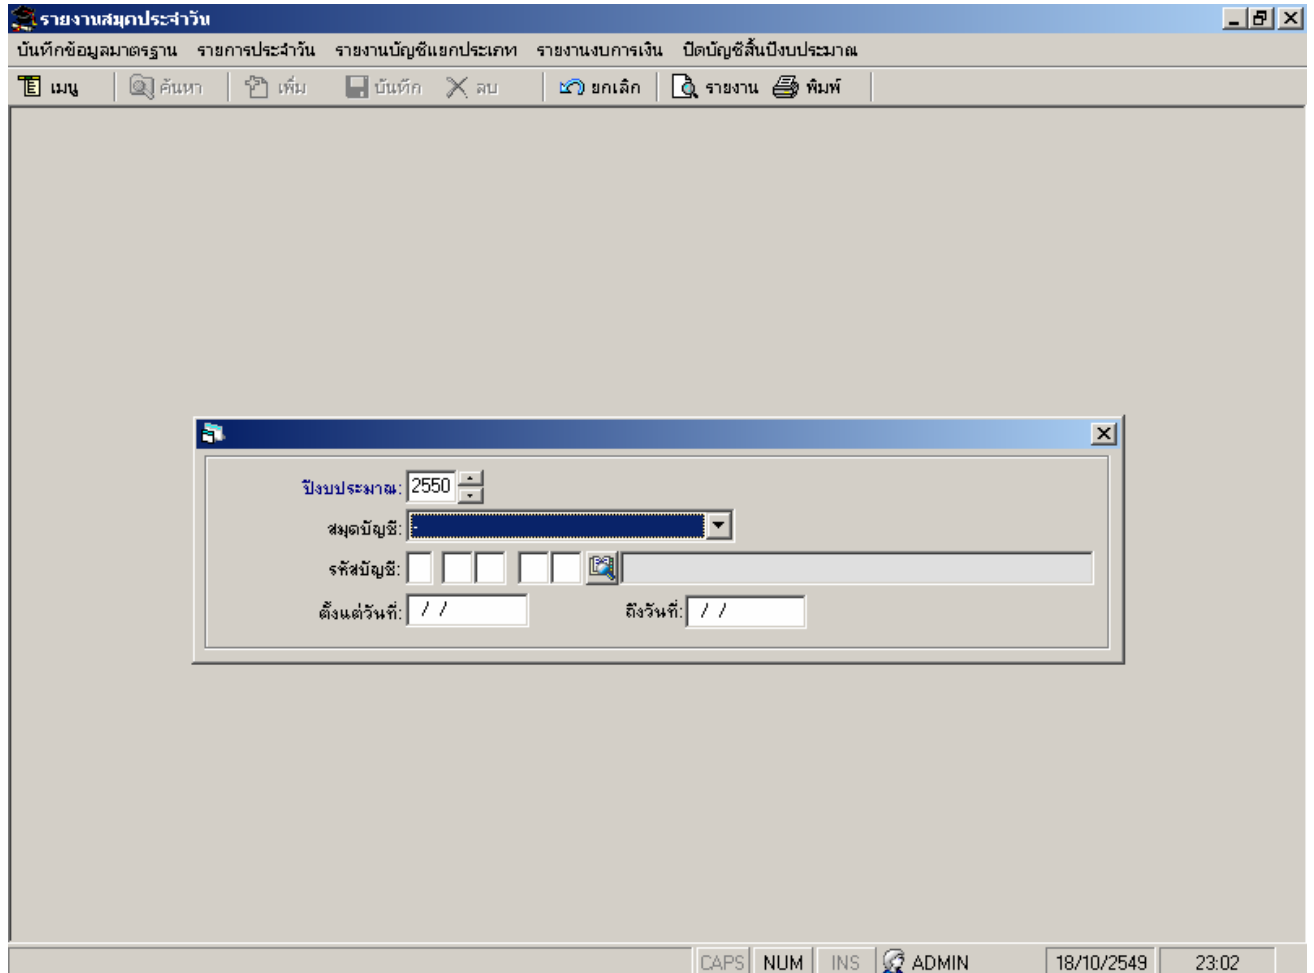 รายงานสมุดประจำวัน
บันทึกข้อมูลมาตรฐาน รายการประจำวัน รายงานบัญชีแยกประเภท รายงานงบการเงิน ปิดบัญชีสิ้นปีงบประมาณ
เมนู ค้นหา เพิ่ม บันทึก ลบ ยกเลิก รายงาน พิมพ์
ปีงบประมาณ: 2550
สมุดบัญชี: -
รหัสบัญชี:
ตั้งแต่วันที่: / / ถึงวันที่: / /
CAPS NUM INS ADMIN 18/10/2549 23:02